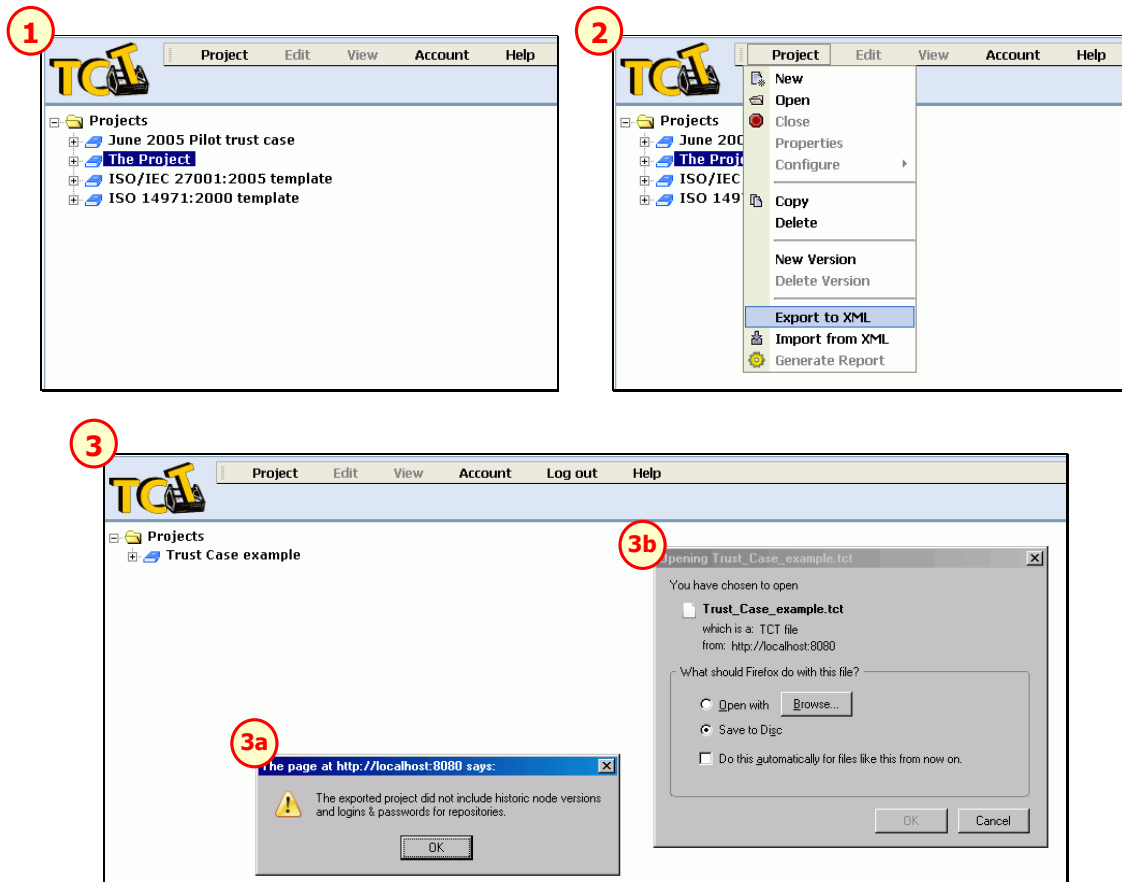 1
TCT
Project Edit View Account Help
Projects
June 2005 Pilot trust case
The Project
ISO/IEC 27001:2005 template
ISO 14971:2000 template
2
TCT
Project Edit View Account Help
Projects
June 200
The Proje
ISO/IEC
ISO 1497
New
Open
Close
Properties
Configure
Copy
Delete
New Version
Delete Version
Export to XML
Import from XML
Generate Report
3
TCT
Project Edit View Account Log out Help
Projects
Trust Case example
3a
The page at http://localhost:8080 says:
The exported project did not include historic node versions
and logins & passwords for repositories.
OK
3b
Opening Trust_Case_example.tct
You have chosen to open
Trust_Case_example.tct
which is a: TCT file
from: http://localhost:8080
What should Firefox do with this file?
Open with Browse...
Save to Disc
Do this automatically for files like this from now on.
OK Cancel